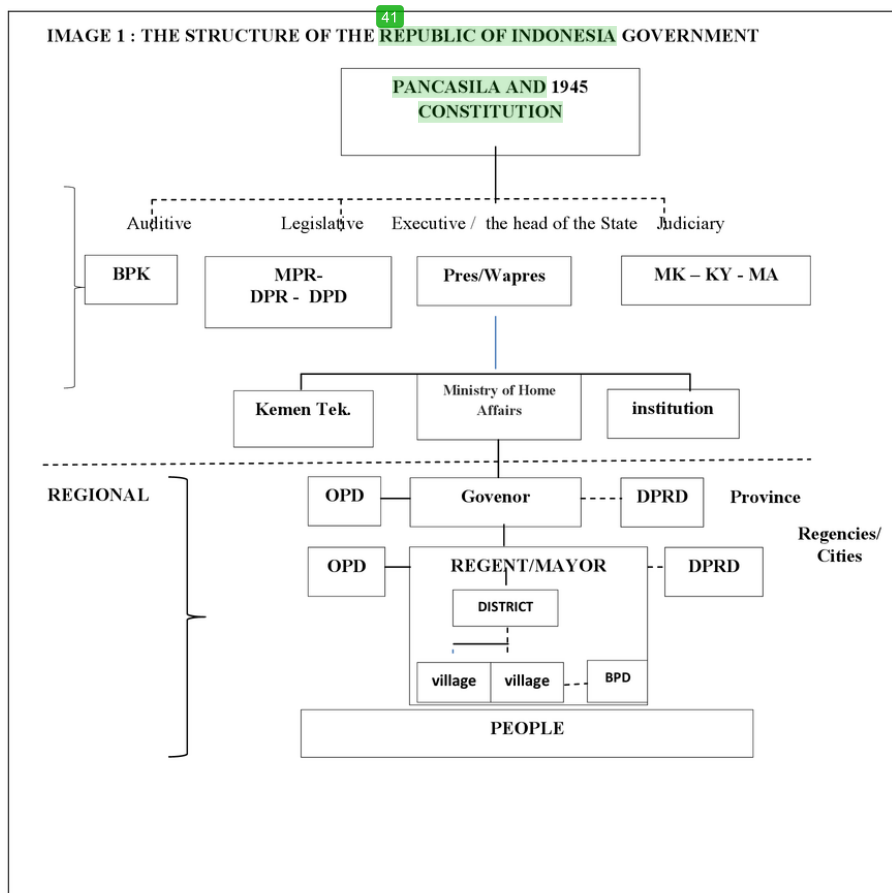 41
IMAGE 1 : THE STRUCTURE OF THE REPUBLIC OF INDONESIA GOVERNMENT
PANCASILA AND 1945
CONSTITUTION
Auditive
Legislative
Executive / the head of the State
Judiciary
BPK
MPR-
DPR - DPD
Pres/Wapres
MK – KY - MA
Kemen Tek.
Ministry of Home
Affairs
institution
REGIONAL
OPD
Govenor
DPRD
Province
Regencies/
Cities
OPD
REGENT/MAYOR
DPRD
DISTRICT
village
village
BPD
PEOPLE